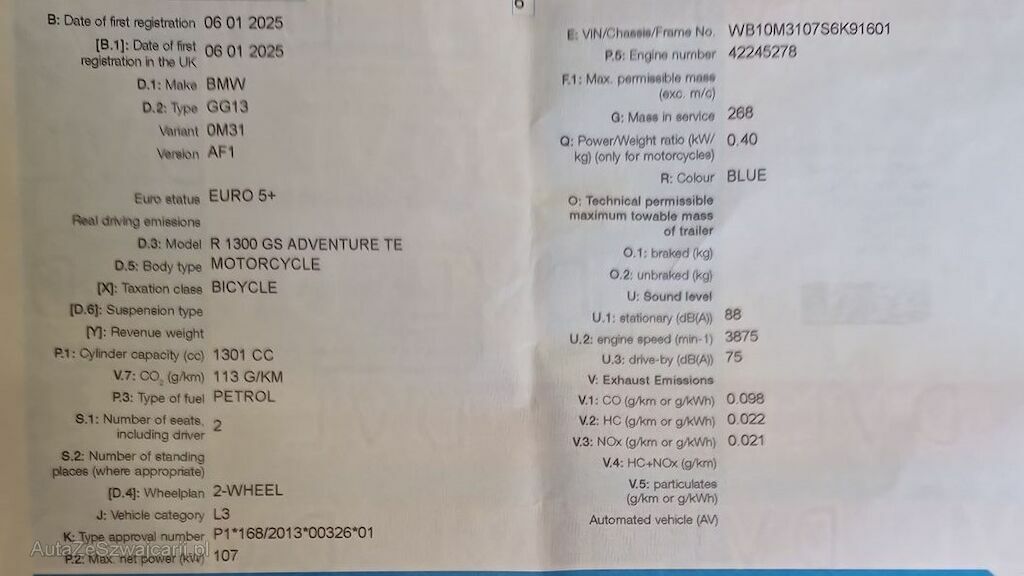 B: Date of first registration 06 01 2025
[B.1]: Date of first
registration in the UK 06 01 2025
D.1: Make BMW
D.2: Type GG13
Variant 0M31
Version AF1
Euro status EURO 5+
Real driving emissions
D.3: Model R 1300 GS ADVENTURE TE
D.5: Body type MOTORCYCLE
[X]: Taxation class BICYCLE
[D.6]: Suspension type
[Y]: Revenue weight
P.1: Cylinder capacity (cc) 1301 CC
V.7: CO2 (g/km) 113 G/KM
P.3: Type of fuel PETROL
S.1: Number of seats,
including driver 2
S.2: Number of standing
places (where appropriate)
[D.4]: Wheelplan 2-WHEEL
J: Vehicle category L3
K: Type approval number P1*168/2013*00326*01
AutaZeSzwajcarii.pl
P.2: Max. net power (kW) 107
6
E: VIN/Chassis/Frame No. WB10M3107S6K91601
P.5: Engine number 42245278
F.1: Max. permissible mass
(exc. m/c)
G: Mass in service 268
Q: Power/Weight ratio (kW/
kg) (only for motorcycles) 0.40
R: Colour BLUE
O: Technical permissible
maximum towable mass
of trailer
O.1: braked (kg)
O.2: unbraked (kg)
U: Sound level
U.1: stationary (dB(A)) 88
U.2: engine speed (min-1) 3875
U.3: drive-by (dB(A)) 75
V: Exhaust Emissions
V.1: CO (g/km or g/kWh) 0.098
V.2: HC (g/km or g/kWh) 0.022
V.3: NOx (g/km or g/kWh) 0.021
V.4: HC+NOx (g/km)
V.5: particulates
(g/km or g/kWh)
Automated vehicle (AV)